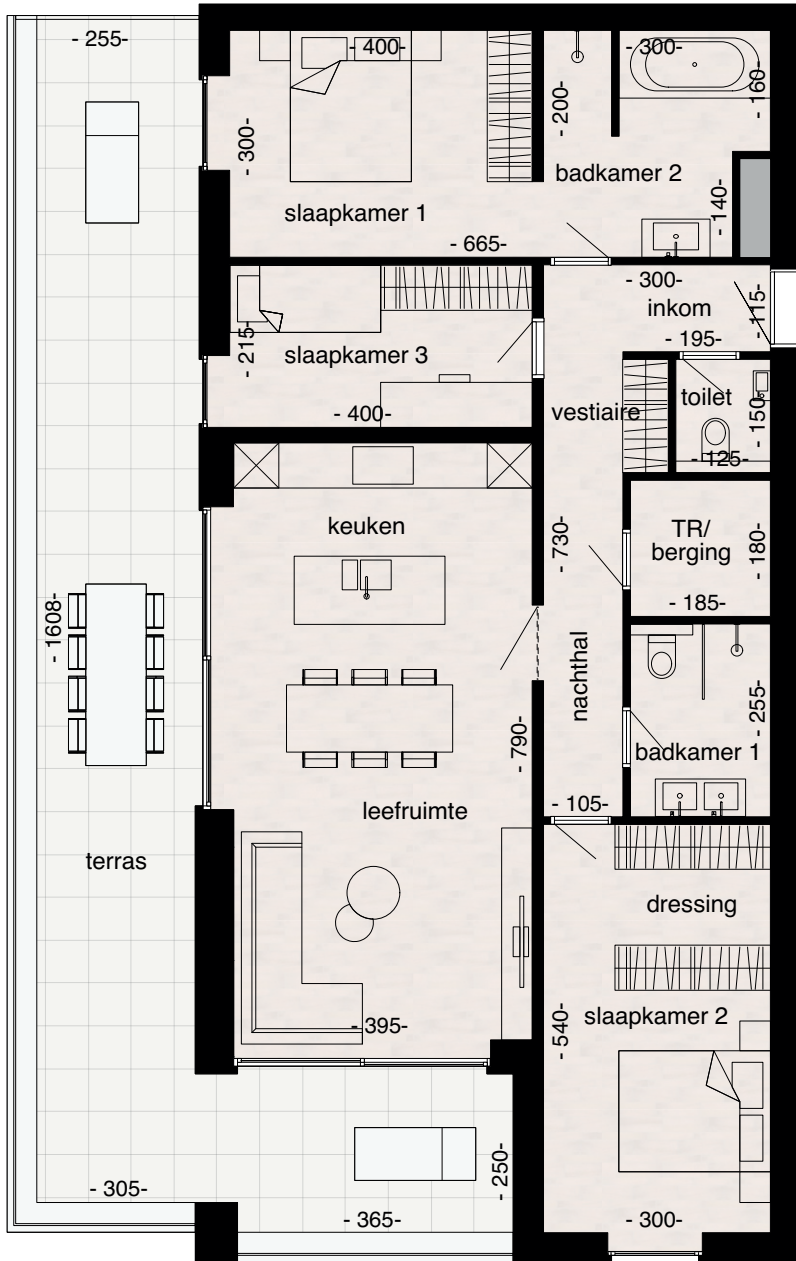 - 255-
- 400-
- 300-
- 200-
- 160-
- 300-
badkamer 2
slaapkamer 1
- 140-
- 665-
- 300-
inkom
- 115-
- 195-
- 215-
slaapkamer 3
- 400-
vestiaire
toilet
- 150-
- 125-
keuken
- 730-
TR/
berging
- 180-
- 185-
- 1608-
nachthal
- 255-
- 790-
badkamer 1
leefruimte
- 105-
terras
dressing
slaapkamer 2
- 395-
- 540-
- 250-
- 305-
- 365-
- 300-